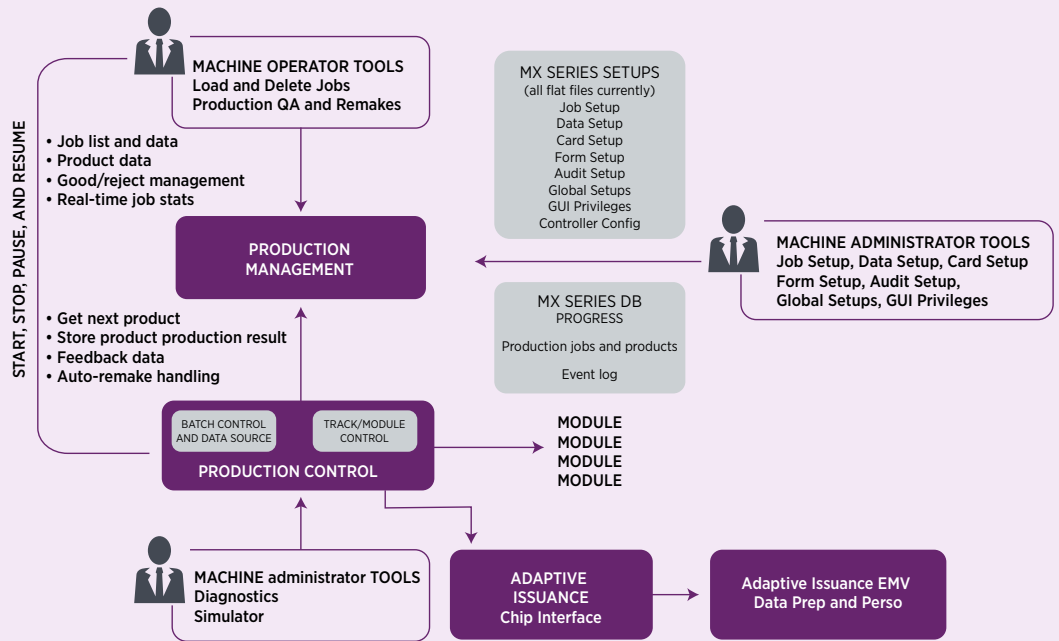 MACHINE OPERATOR TOOLS
Load and Delete Jobs
Production QA and Remakes
START, STOP, PAUSE, AND RESUME
• Job list and data
• Product data
• Good/reject management
• Real-time job stats
MX SERIES SETUPS
(all flat files currently)
Job Setup
Data Setup
Card Setup
Form Setup
Audit Setup
Global Setups
GUI Privileges
Controller Config
PRODUCTION
MANAGEMENT
MACHINE ADMINISTRATOR TOOLS
Job Setup, Data Setup, Card Setup
Form Setup, Audit Setup,
Global Setups, GUI Privileges
MX SERIES DB
PROGRESS
Production jobs and products
Event log
• Get next product
• Store product production result
• Feedback data
• Auto-remake handling
BATCH CONTROL
AND DATA SOURCE
TRACK/MODULE
CONTROL
PRODUCTION CONTROL
MODULE
MODULE
MODULE
MODULE
MACHINE administrator TOOLS
Diagnostics
Simulator
ADAPTIVE
ISSUANCE
Chip Interface
Adaptive Issuance EMV
Data Prep and Perso